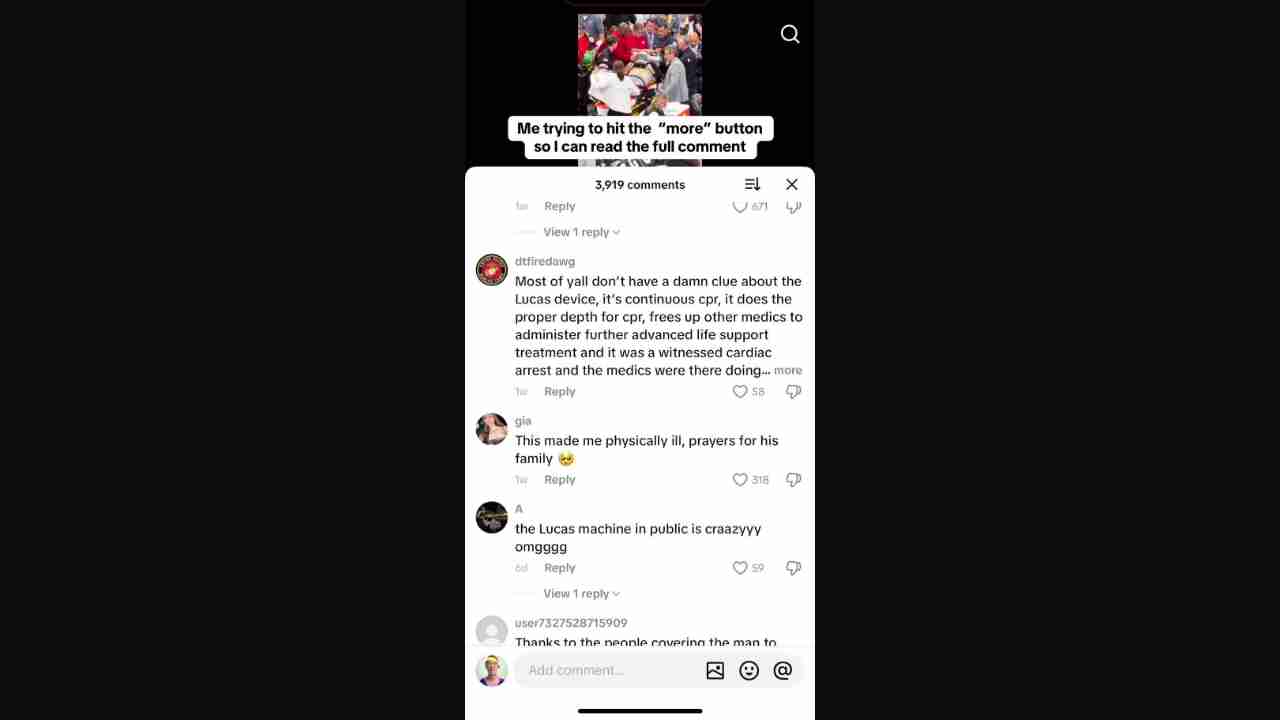 Me trying to hit the “more” button
so I can read the full comment
3,919 comments
1w Reply 671
View 1 reply
dtfiredawg
Most of yall don’t have a damn clue about the
Lucas device, it’s continuous cpr, it does the
proper depth for cpr, frees up other medics to
administer further advanced life support
treatment and it was a witnessed cardiac
arrest and the medics were there doing... more
1w Reply 58
gia
This made me physically ill, prayers for his
family 🥹
1w Reply 318
A
the Lucas machine in public is craazyyy
omgggg
6d Reply 59
View 1 reply
user7327528715909
Thanks to the people covering the man to
Add comment...